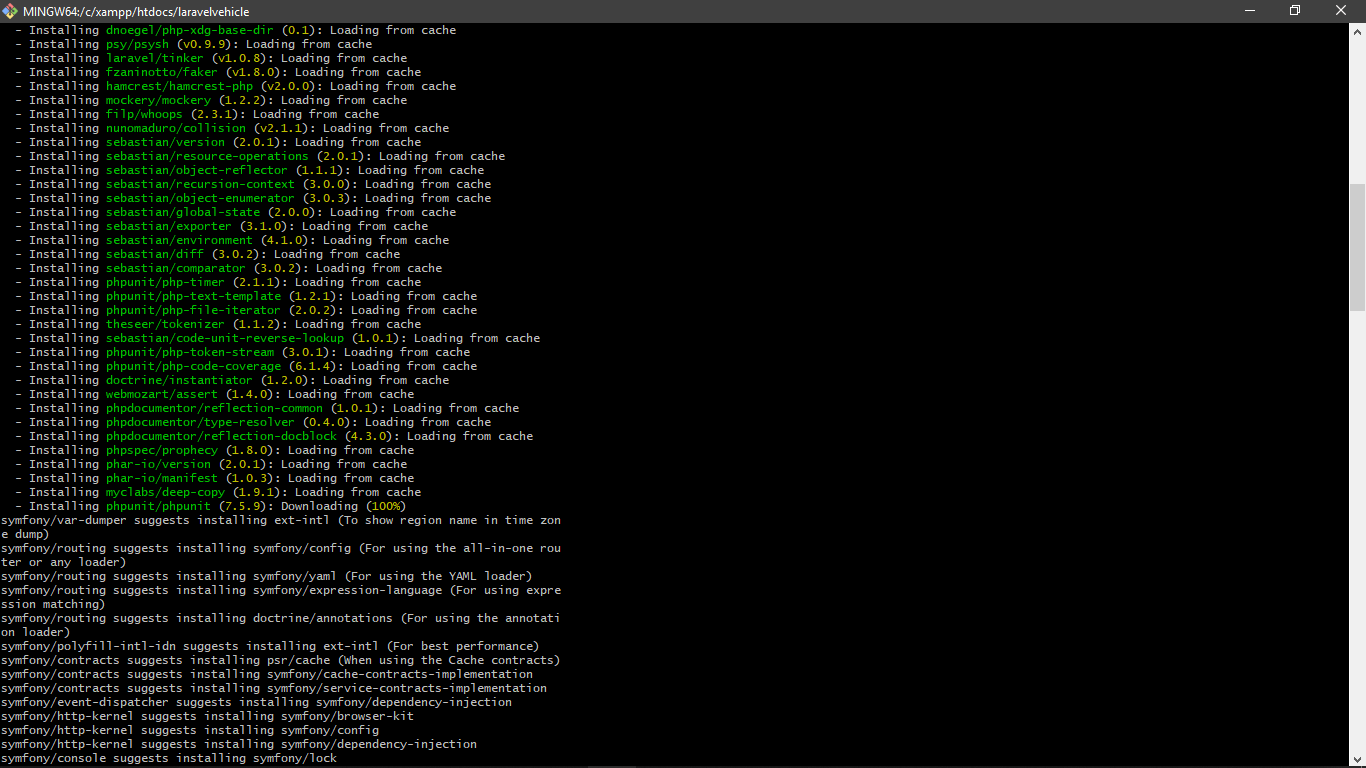 MINGW64:/c/xampp/htdocs/laravelvehicle
- Installing dnoegel/php-xdg-base-dir (0.1): Loading from cache
- Installing psy/psysh (v0.9.9): Loading from cache
- Installing laravel/tinker (v1.0.8): Loading from cache
- Installing fzaninotto/faker (v1.8.0): Loading from cache
- Installing hamcrest/hamcrest-php (v2.0.0): Loading from cache
- Installing mockery/mockery (1.2.2): Loading from cache
- Installing filp/whoops (2.3.1): Loading from cache
- Installing nunomaduro/collision (v2.1.1): Loading from cache
- Installing sebastian/version (2.0.1): Loading from cache
- Installing sebastian/resource-operations (2.0.1): Loading from cache
- Installing sebastian/object-reflector (1.1.1): Loading from cache
- Installing sebastian/recursion-context (3.0.0): Loading from cache
- Installing sebastian/object-enumerator (3.0.3): Loading from cache
- Installing sebastian/global-state (2.0.0): Loading from cache
- Installing sebastian/exporter (3.1.0): Loading from cache
- Installing sebastian/environment (4.1.0): Loading from cache
- Installing sebastian/diff (3.0.2): Loading from cache
- Installing sebastian/comparator (3.0.2): Loading from cache
- Installing phpunit/php-timer (2.1.1): Loading from cache
- Installing phpunit/php-text-template (1.2.1): Loading from cache
- Installing phpunit/php-file-iterator (2.0.2): Loading from cache
- Installing theseer/tokenizer (1.1.2): Loading from cache
- Installing sebastian/code-unit-reverse-lookup (1.0.1): Loading from cache
- Installing phpunit/php-token-stream (3.0.1): Loading from cache
- Installing phpunit/php-code-coverage (6.1.4): Loading from cache
- Installing doctrine/instantiator (1.2.0): Loading from cache
- Installing webmozart/assert (1.4.0): Loading from cache
- Installing phpdocumentor/reflection-common (1.0.1): Loading from cache
- Installing phpdocumentor/type-resolver (0.4.0): Loading from cache
- Installing phpdocumentor/reflection-docblock (4.3.0): Loading from cache
- Installing phpspec/prophecy (1.8.0): Loading from cache
- Installing phar-io/version (2.0.1): Loading from cache
- Installing phar-io/manifest (1.0.3): Loading from cache
- Installing myclabs/deep-copy (1.9.1): Loading from cache
- Installing phpunit/phpunit (7.5.9): Downloading (100%)
symfony/var-dumper suggests installing ext-intl (To show region name in time zon
e dump)
symfony/routing suggests installing symfony/config (For using the all-in-one rou
ter or any loader)
symfony/routing suggests installing symfony/yaml (For using the YAML loader)
symfony/routing suggests installing symfony/expression-language (For using expre
ssion matching)
symfony/routing suggests installing doctrine/annotations (For using the annotati
on loader)
symfony/polyfill-intl-idn suggests installing ext-intl (For best performance)
symfony/contracts suggests installing psr/cache (When using the Cache contracts)
symfony/contracts suggests installing symfony/cache-contracts-implementation
symfony/contracts suggests installing symfony/service-contracts-implementation
symfony/event-dispatcher suggests installing symfony/dependency-injection
symfony/http-kernel suggests installing symfony/browser-kit
symfony/http-kernel suggests installing symfony/config
symfony/http-kernel suggests installing symfony/dependency-injection
symfony/console suggests installing symfony/lock